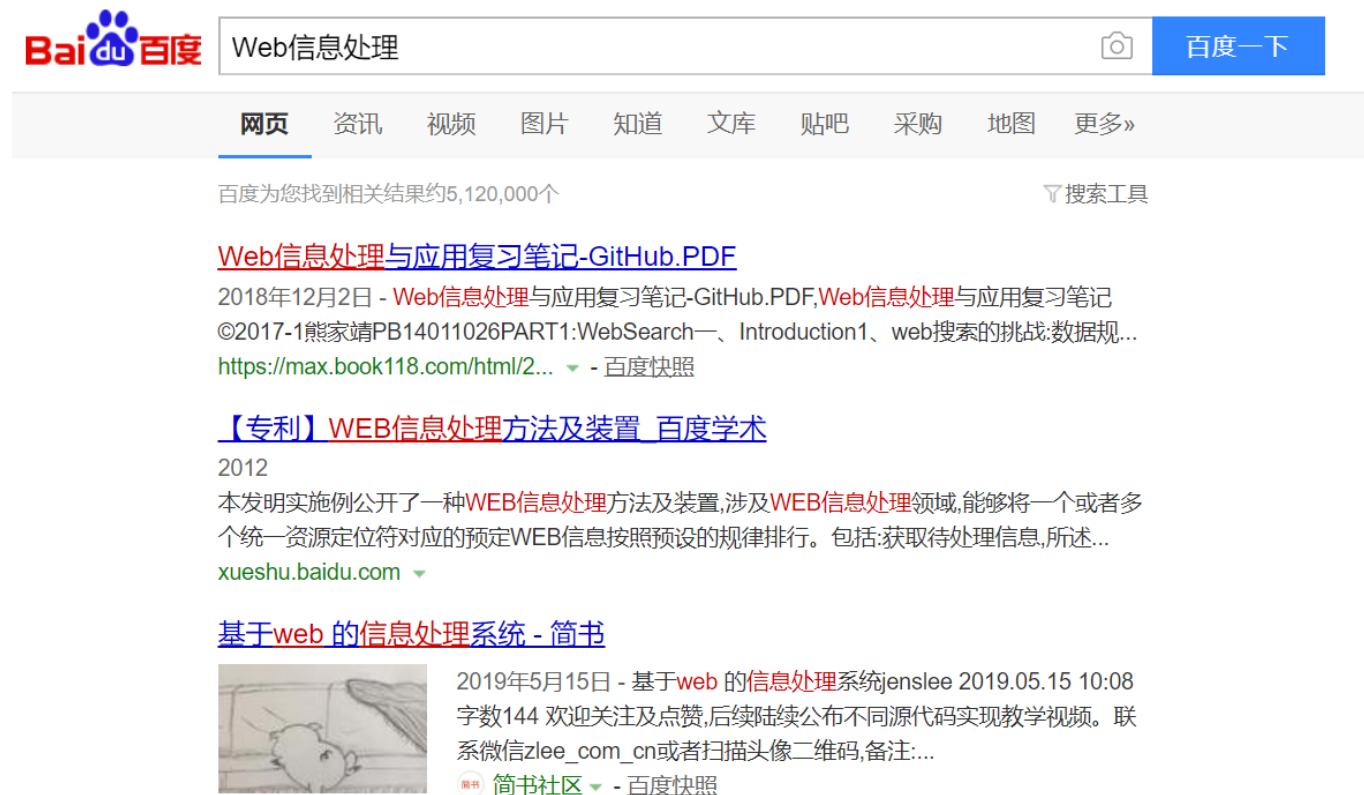 Bai du 百度
Web信息处理
百度一下
网页 资讯 视频 图片 知道 文库 贴吧 采购 地图 更多»
百度为您找到相关结果约5,120,000个 搜索工具
Web信息处理与应用复习笔记-GitHub.PDF
2018年12月2日 - Web信息处理与应用复习笔记-GitHub.PDF,Web信息处理与应用复习笔记
©2017-1熊家靖PB14011026PART1:WebSearch一、Introduction1、web搜索的挑战:数据规...
https://max.book118.com/html/2... - 百度快照
【专利】WEB信息处理方法及装置_百度学术
2012
本发明实施例公开了一种WEB信息处理方法及装置,涉及WEB信息处理领域,能够将一个或者多
个统一资源定位符对应的预定WEB信息按照预设的规律排行。包括:获取待处理信息,所述...
xueshu.baidu.com
基于web 的信息处理系统 - 简书
2019年5月15日 - 基于web 的信息处理系统jenslee 2019.05.15 10:08
字数144 欢迎关注及点赞,后续陆续公布不同源代码实现教学视频。联
系微信zlee_com_cn或者扫描头像二维码,备注:...
简书 简书社区 - 百度快照